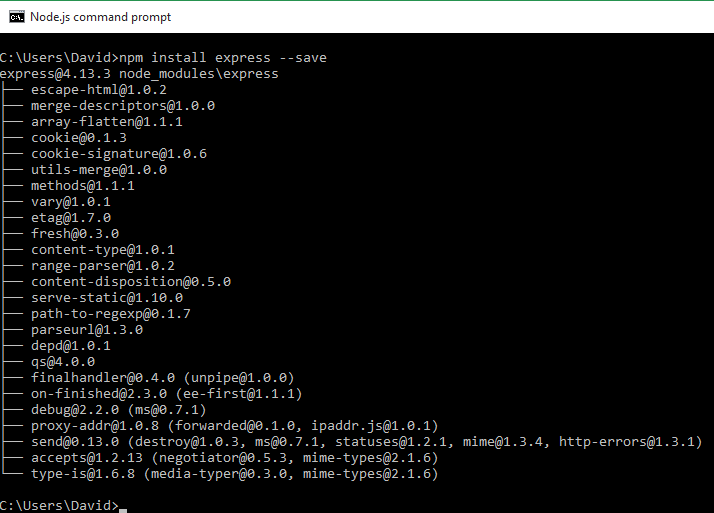 Node.js command prompt
C:\Users\David>npm install express --save
express@4.13.3 node_modules\express
├── escape-html@1.0.2
├── merge-descriptors@1.0.0
├── array-flatten@1.1.1
├── cookie@0.1.3
├── cookie-signature@1.0.6
├── utils-merge@1.0.0
├── methods@1.1.1
├── vary@1.0.1
├── etag@1.7.0
├── fresh@0.3.0
├── content-type@1.0.1
├── range-parser@1.0.2
├── content-disposition@0.5.0
├── serve-static@1.10.0
├── path-to-regexp@0.1.7
├── parseurl@1.3.0
├── depd@1.0.1
├── qs@4.0.0
├── finalhandler@0.4.0 (unpipe@1.0.0)
├── on-finished@2.3.0 (ee-first@1.1.1)
├── debug@2.2.0 (ms@0.7.1)
├── proxy-addr@1.0.8 (forwarded@0.1.0, ipaddr.js@1.0.1)
├── send@0.13.0 (destroy@1.0.3, ms@0.7.1, statuses@1.2.1, mime@1.3.4, http-errors@1.3.1)
├── accepts@1.2.13 (negotiator@0.5.3, mime-types@2.1.6)
└── type-is@1.6.8 (media-typer@0.3.0, mime-types@2.1.6)
C:\Users\David>